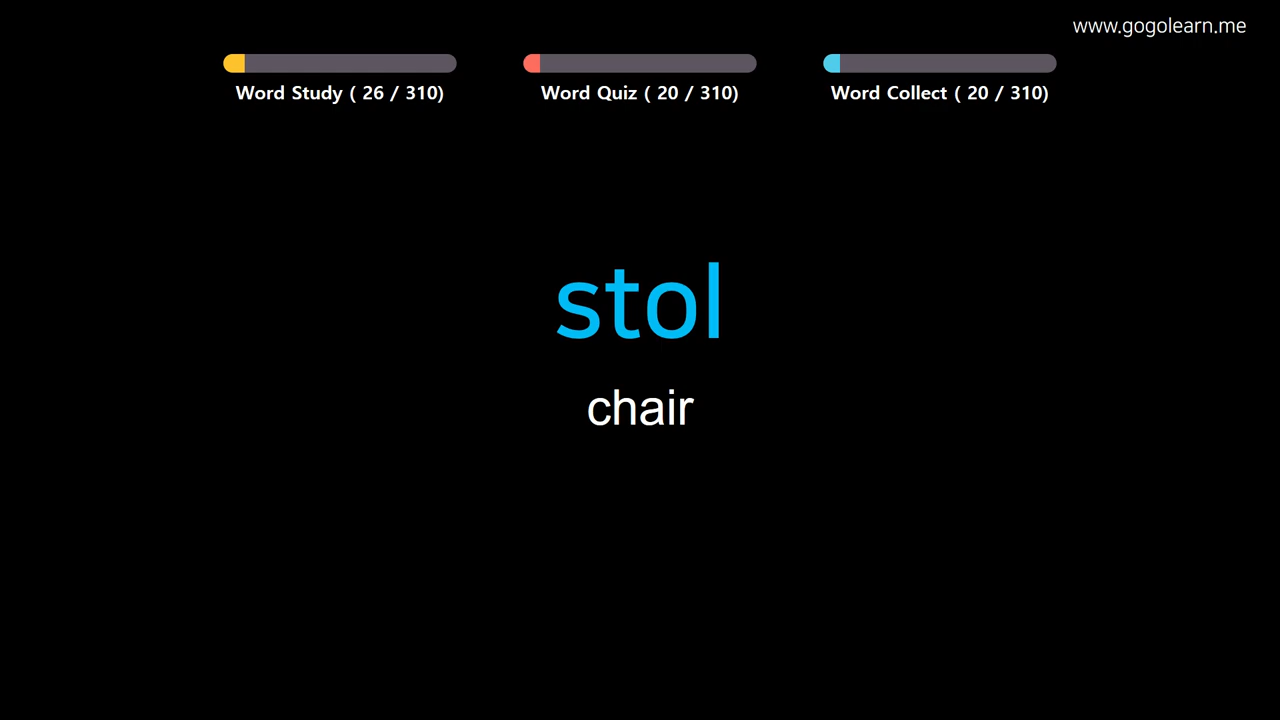 www.gogolearn.me
Word Study ( 26 / 310)
Word Quiz ( 20 / 310)
Word Collect ( 20 / 310)
stol
chair